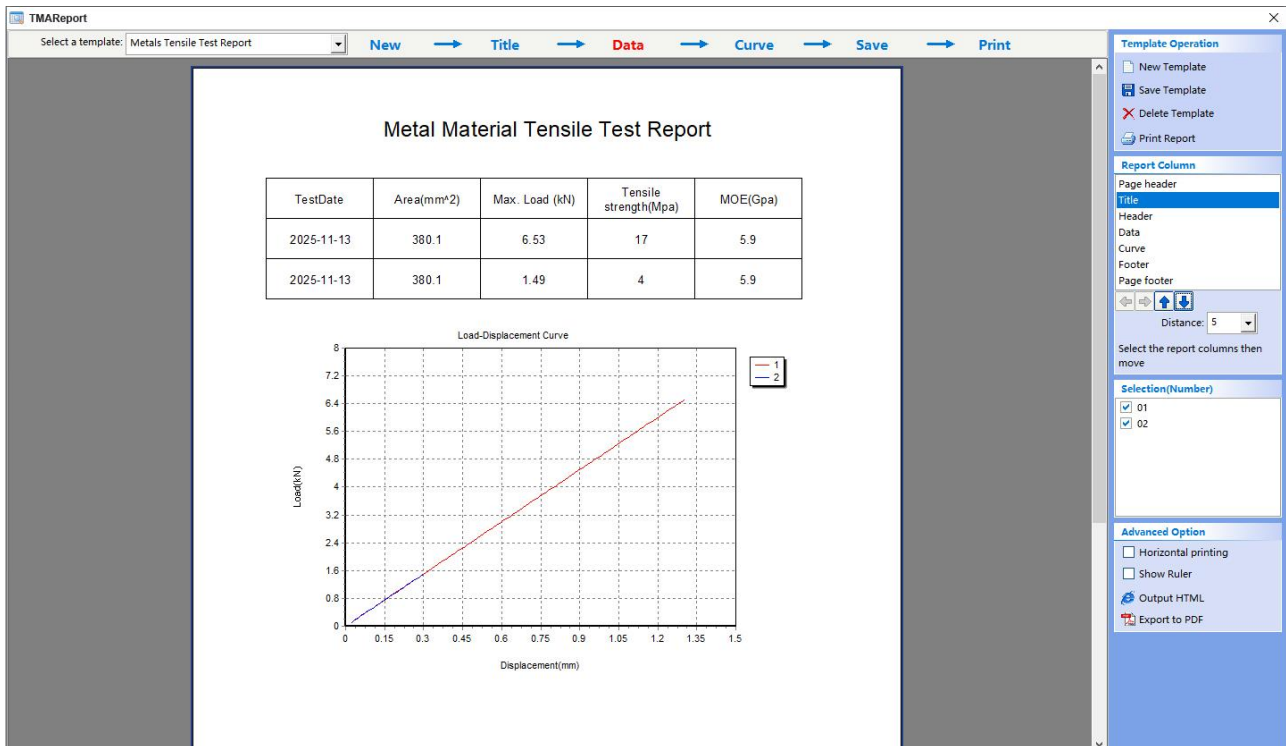 TMAReport
Select a template: Metals Tensile Test Report New Title Data Curve Save Print
Metal Material Tensile Test Report
TestDate Area(mm^2) Max. Load (kN) Tensile strength(Mpa) MOE(Gpa)
2025-11-13 380.1 6.53 17 5.9
2025-11-13 380.1 1.49 4 5.9
Load-Displacement Curve
8
7.2
6.4
5.6
4.8
4
3.2
2.4
1.6
0.8
0
Load(kN)
0 0.15 0.3 0.45 0.6 0.75 0.9 1.05 1.2 1.35 1.5
Displacement(mm)
1
2
Template Operation
New Template
Save Template
Delete Template
Print Report
Report Column
Page header
Title
Header
Data
Curve
Footer
Page footer
Distance: 5
Select the report columns then
move
Selection(Number)
01
02
Advanced Option
Horizontal printing
Show Ruler
Output HTML
Export to PDF